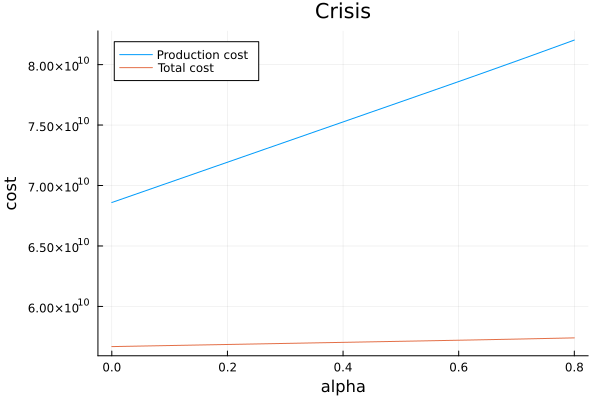 Crisis
Production cost
Total cost
8.00×10¹⁰
7.50×10¹⁰
7.00×10¹⁰
6.50×10¹⁰
6.00×10¹⁰
cost
0.0 0.2 0.4 0.6 0.8
alpha